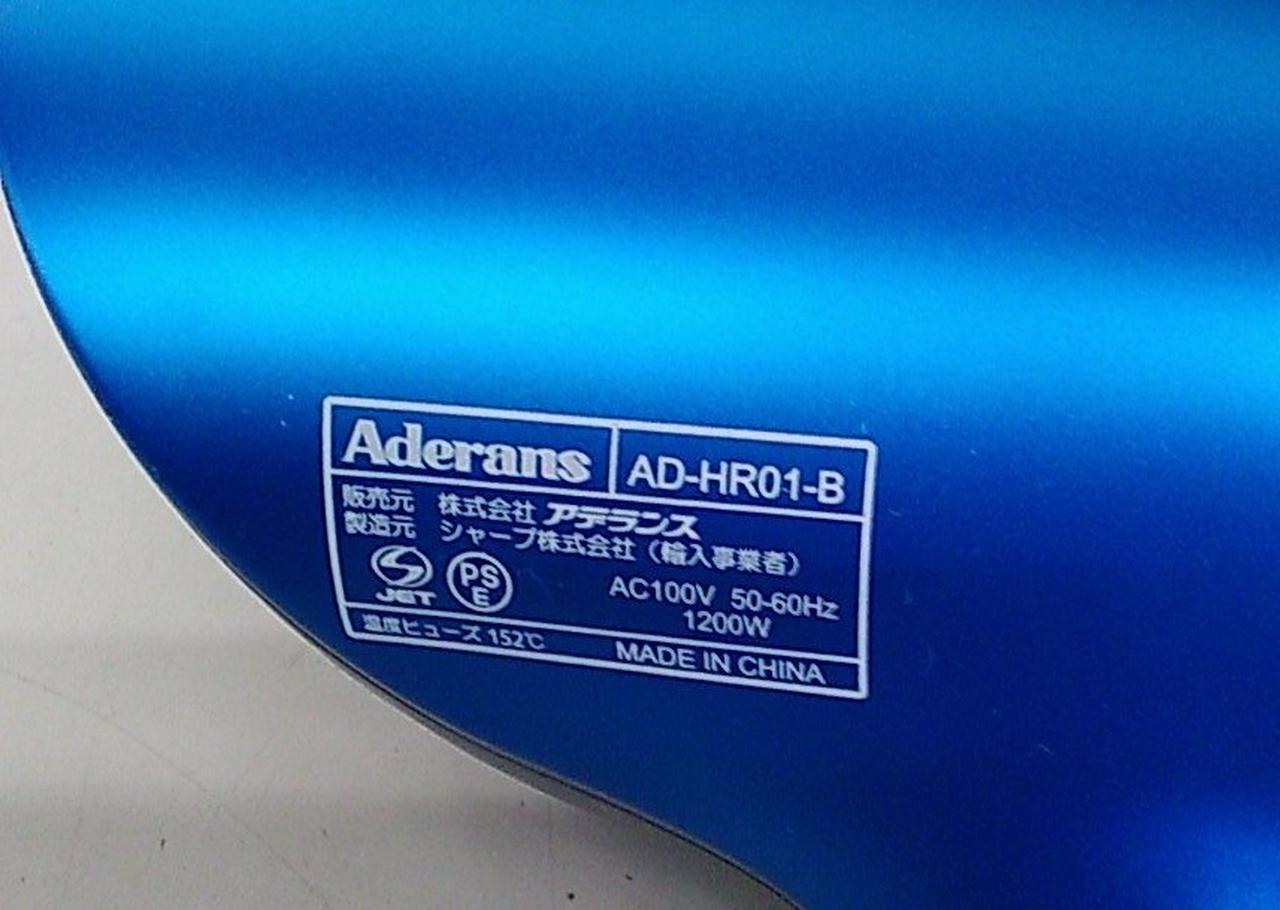 Aderans AD-HR01-B
販売元 株式会社 アデランス
製造元 シャープ株式会社（輸入事業者）
JET PS E AC100V 50-60Hz
1200W
温度ヒューズ 152℃ MADE IN CHINA